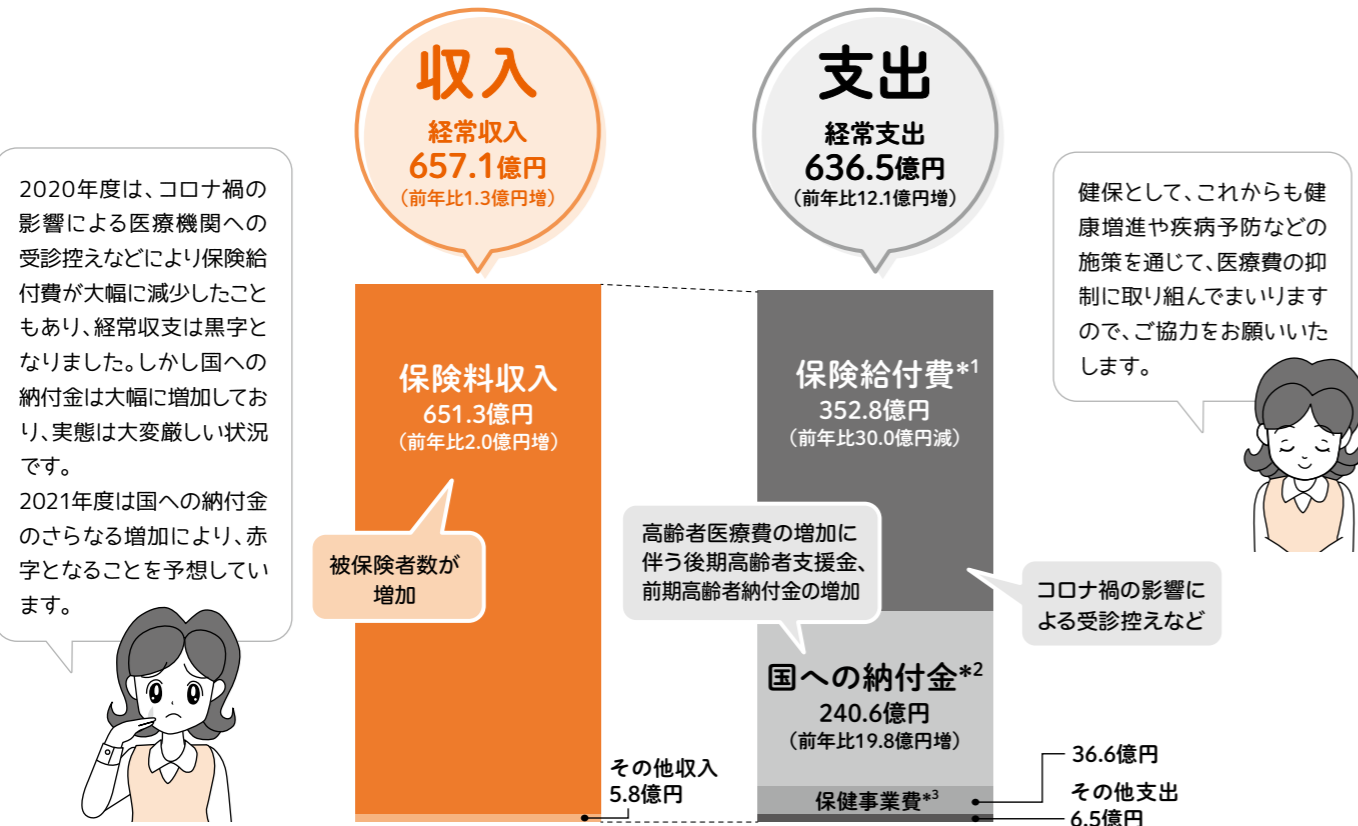 収入
経常収入
657.1億円
（前年比1.3億円増）
支出
経常支出
636.5億円
（前年比12.1億円増）
2020年度は、コロナ禍の
影響による医療機関への
受診控えなどにより保険給
付費が大幅に減少したこと
もあり、経常収支は黒字と
なりました。しかし国への
納付金は大幅に増加してお
り、実態は大変厳しい状況
です。
2021年度は国への納付金
のさらなる増加により、赤
字となることを予想してい
ます。
健保として、これからも健
康増進や疾病予防などの
施策を通じて、医療費の抑
制に取り組んでまいります
ので、ご協力をお願いいた
します。
保険料収入
651.3億円
（前年比2.0億円増）
被保険者数が
増加
その他収入
5.8億円
保険給付費*1
352.8億円
（前年比30.0億円減）
高齢者医療費の増加に
伴う後期高齢者支援金、
前期高齢者納付金の増加
コロナ禍の影響に
よる受診控えなど
国への納付金*2
240.6億円
（前年比19.8億円増）
保健事業費*3
36.6億円
その他支出
6.5億円